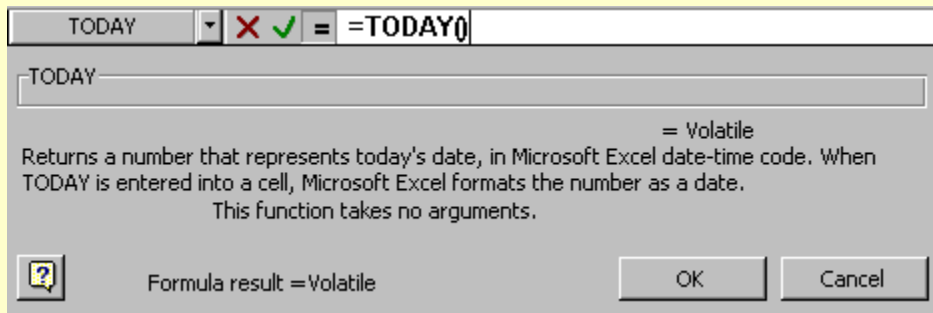 TODAY = =TODAY()
TODAY
= Volatile
Returns a number that represents today's date, in Microsoft Excel date-time code. When
TODAY is entered into a cell, Microsoft Excel formats the number as a date.
This function takes no arguments.
? Formula result =Volatile OK Cancel